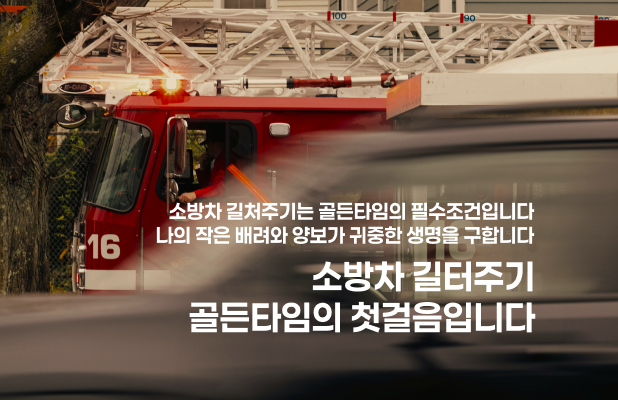 100
90
소방차 길처주기는 골든타임의 필수조건입니다
나의 작은 배려와 양보가 귀중한 생명을 구합니다
16
소방차 길터주기
골든타임의 첫걸음입니다